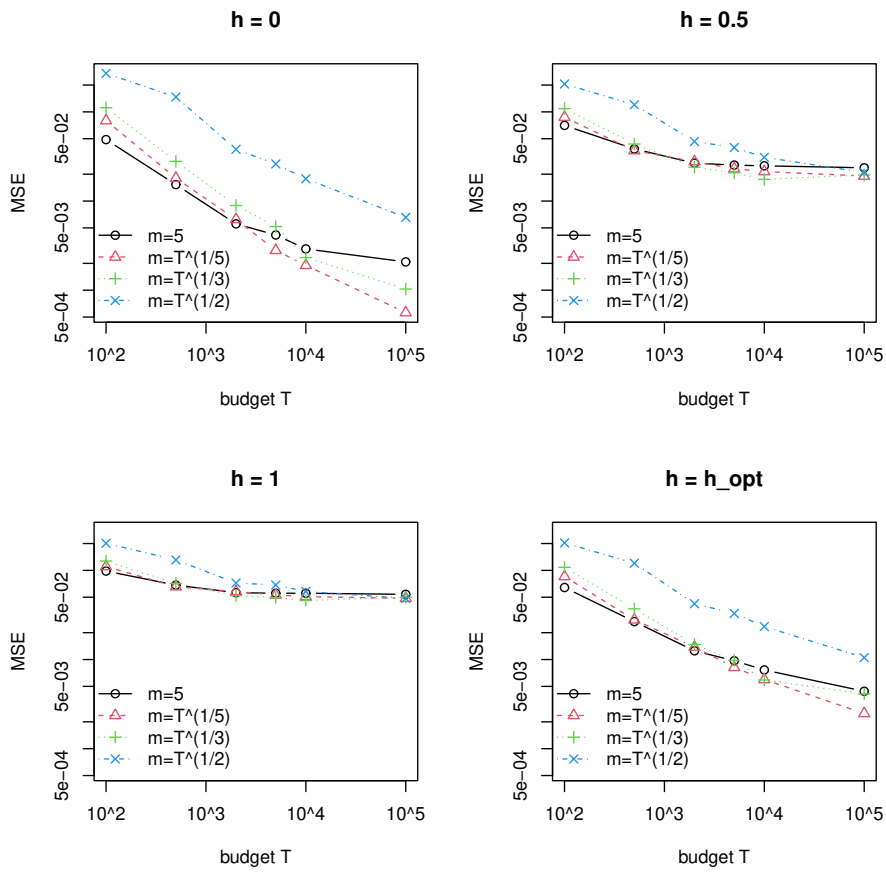 h = 0
MSE
5e−02
5e−03
5e−04
m=5
m=T^(1/5)
m=T^(1/3)
m=T^(1/2)
10^2
10^3
10^4
10^5
budget T
h = 0.5
MSE
5e−02
5e−03
5e−04
m=5
m=T^(1/5)
m=T^(1/3)
m=T^(1/2)
10^2
10^3
10^4
10^5
budget T
h = 1
MSE
5e−02
5e−03
5e−04
m=5
m=T^(1/5)
m=T^(1/3)
m=T^(1/2)
10^2
10^3
10^4
10^5
budget T
h = h_opt
MSE
5e−02
5e−03
5e−04
m=5
m=T^(1/5)
m=T^(1/3)
m=T^(1/2)
10^2
10^3
10^4
10^5
budget T